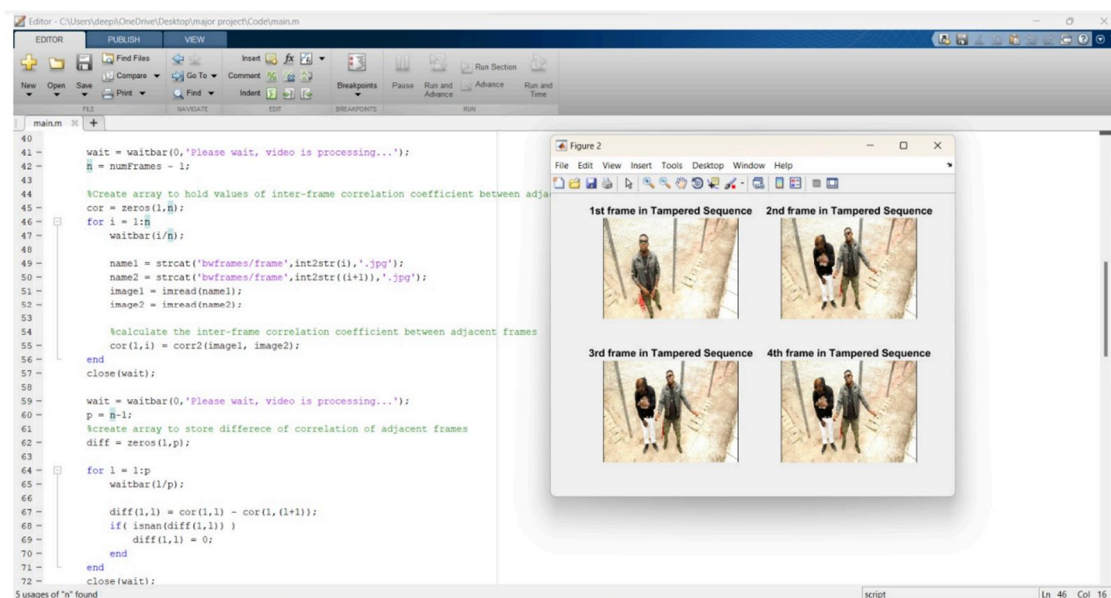 Editor - C:\Users\deepi\OneDrive\Desktop\major project\Code\main.m
EDITOR PUBLISH VIEW
New Open Save Find Files Compare Print
Go To Find
Insert fx
Comment
Indent
Breakpoints Pause Run and Advance Run Section Advance Run and Time
FILE NAVIGATE EDIT BREAKPOINTS RUN
main.m
40
41 wait = waitbar(0,'Please wait, video is processing...');
42 n = numFrames - 1;
43
44 %Create array to hold values of inter-frame correlation coefficient between adja
45 cor = zeros(1,n);
46 for i = 1:n
47 waitbar(i/n);
48
49 name1 = strcat('bwframes/frame',int2str(i),'.jpg');
50 name2 = strcat('bwframes/frame',int2str((i+1)),'.jpg');
51 image1 = imread(name1);
52 image2 = imread(name2);
53
54 %calculate the inter-frame correlation coefficient between adjacent frames
55 cor(1,i) = corr2(image1, image2);
56 end
57 close(wait);
58
59 wait = waitbar(0,'Please wait, video is processing...');
60 p = n-1;
61 %create array to store differece of correlation of adjacent frames
62 diff = zeros(1,p);
63
64 for l = 1:p
65 waitbar(l/p);
66
67 diff(1,l) = cor(1,l) - cor(1,(l+1));
68 if( isnan(diff(1,l)) )
69 diff(1,l) = 0;
70 end
71 end
72 close(wait);
Figure 2
File Edit View Insert Tools Desktop Window Help
1st frame in Tampered Sequence 2nd frame in Tampered Sequence
3rd frame in Tampered Sequence 4th frame in Tampered Sequence
5 usages of "n" found script Ln 46 Col 16